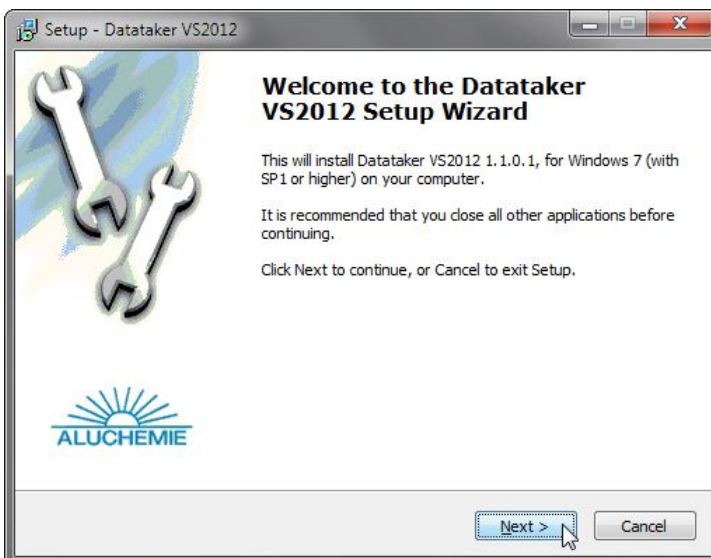 Setup - Datataker VS2012
Welcome to the Datataker
VS2012 Setup Wizard
This will install Datataker VS2012 1.1.0.1, for Windows 7 (with
SP1 or higher) on your computer.
It is recommended that you close all other applications before
continuing.
Click Next to continue, or Cancel to exit Setup.
ALUCHEMIE
Next >
Cancel